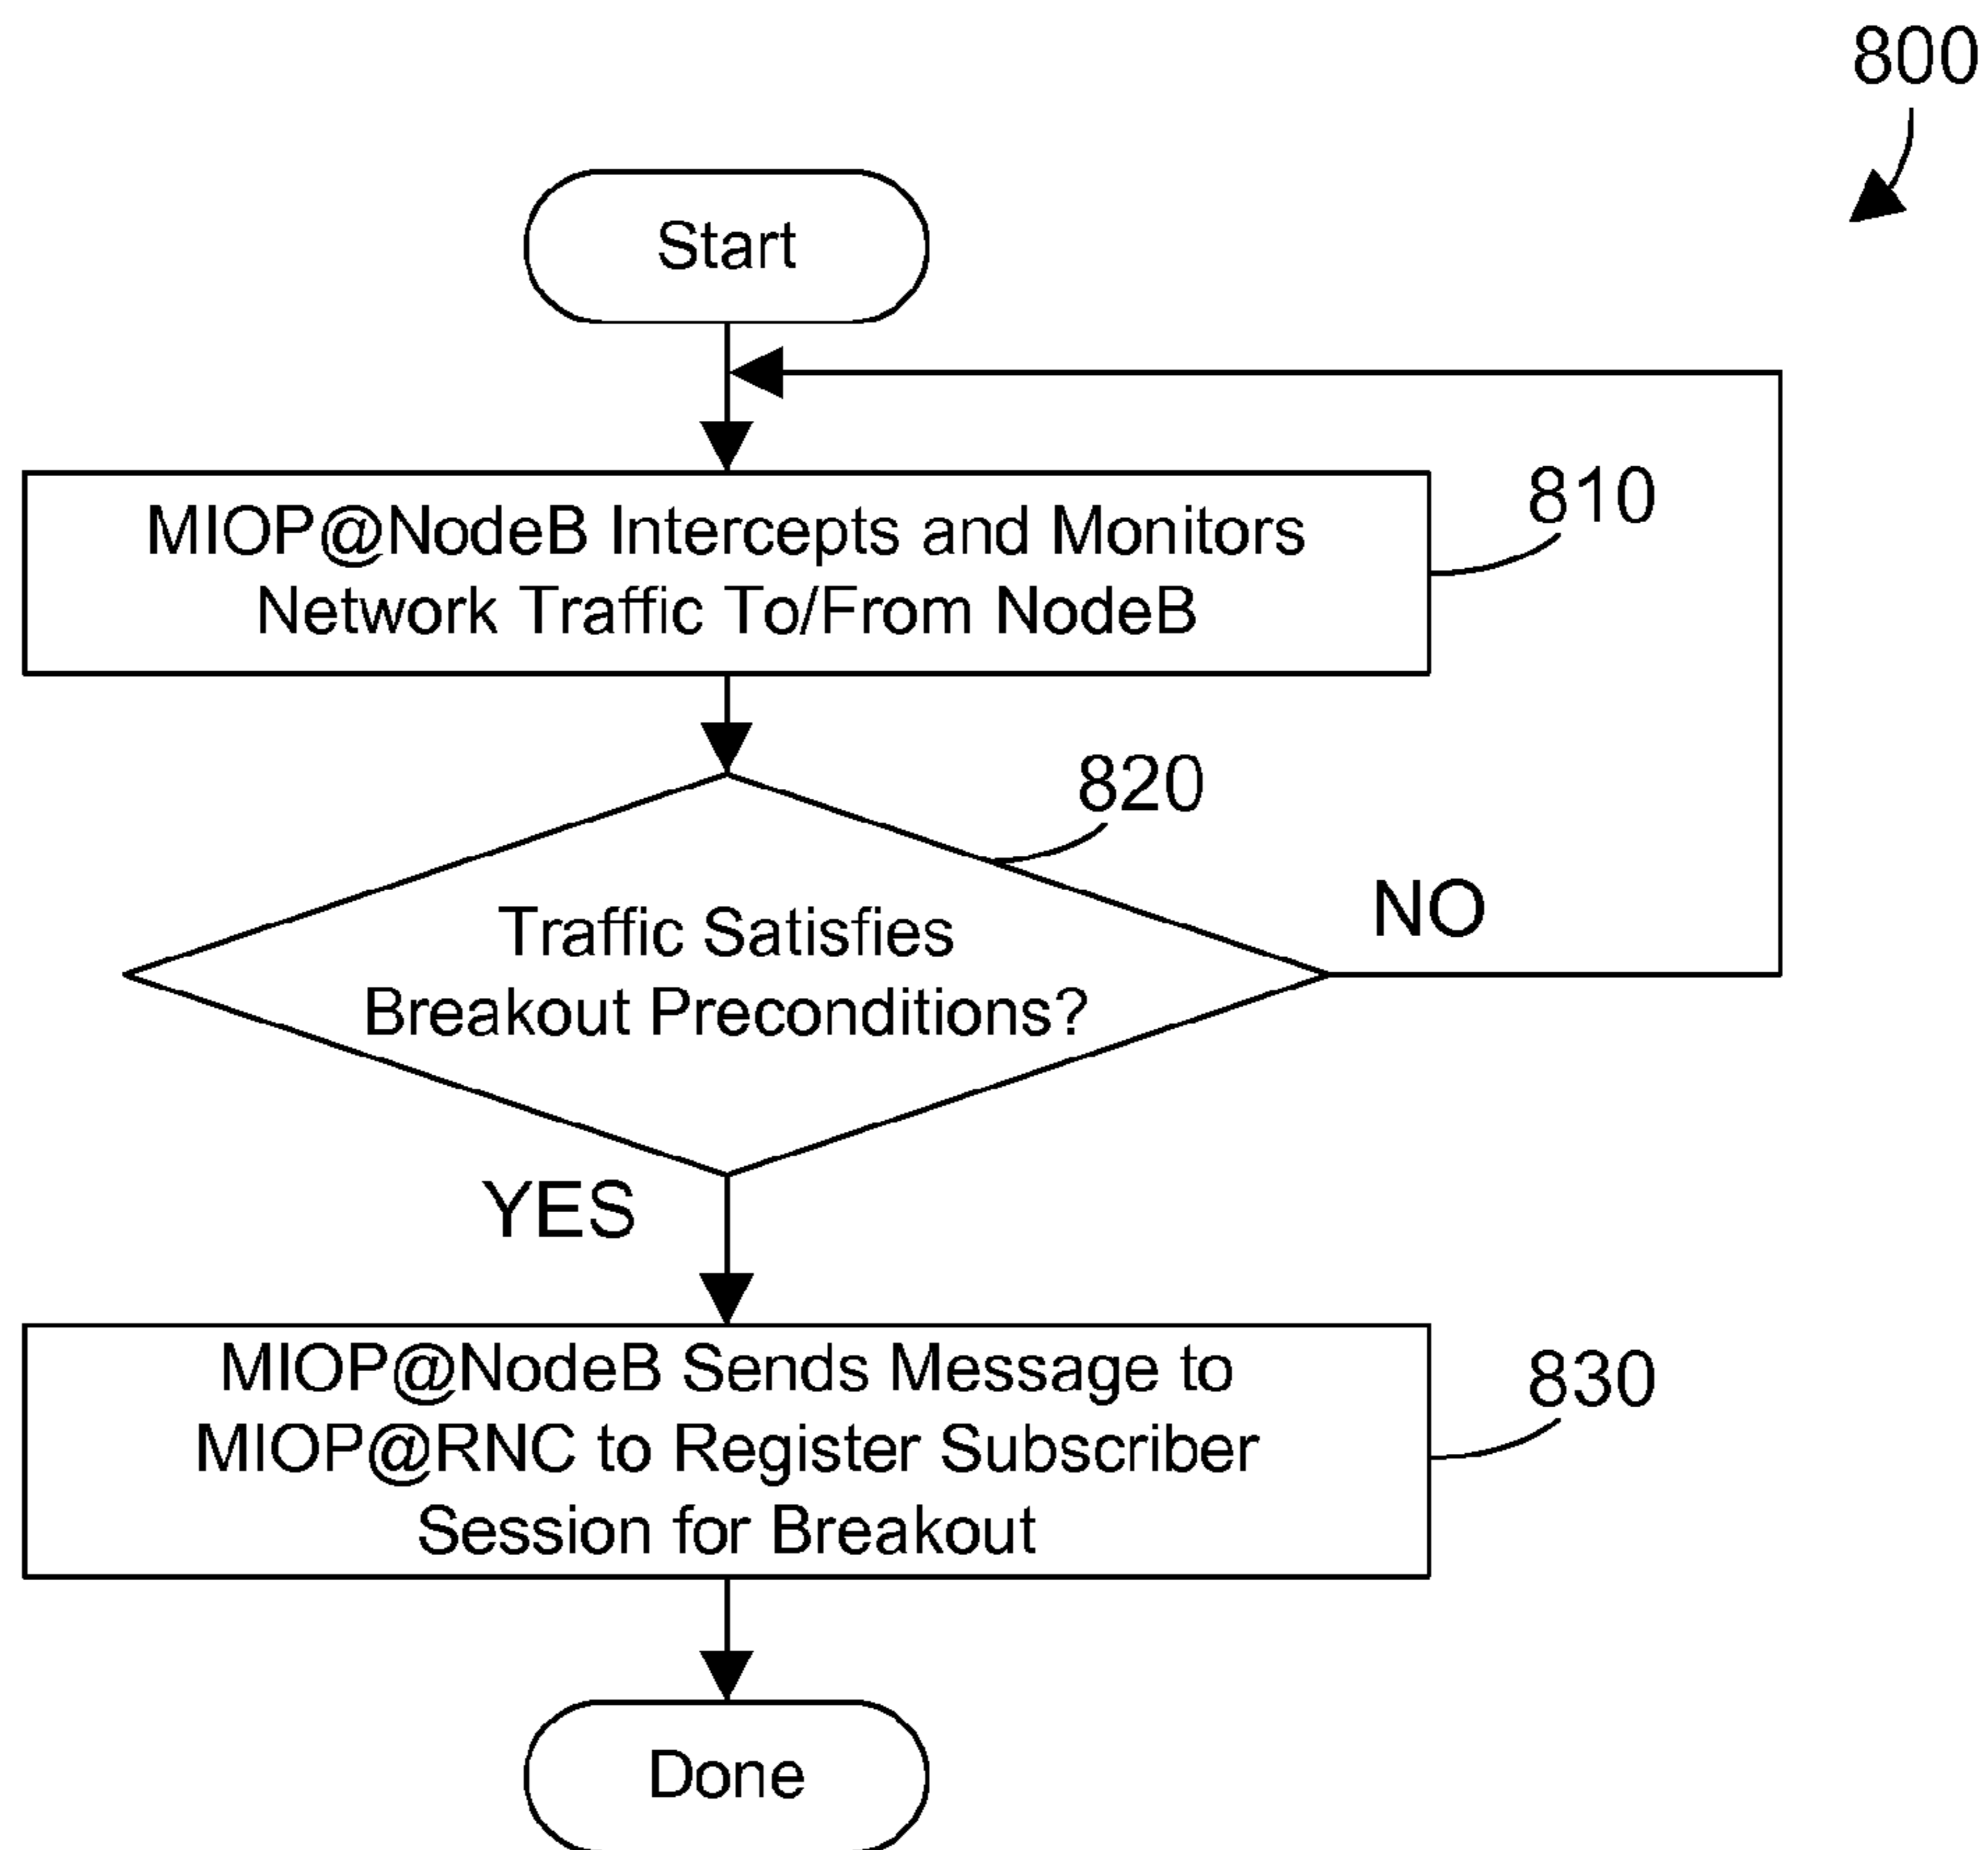 800
Start
MIOP@NodeB Intercepts and Monitors
Network Traffic To/From NodeB
810
820
Traffic Satisfies
Breakout Preconditions?
NO
YES
MIOP@NodeB Sends Message to
MIOP@RNC to Register Subscriber
Session for Breakout
830
Done